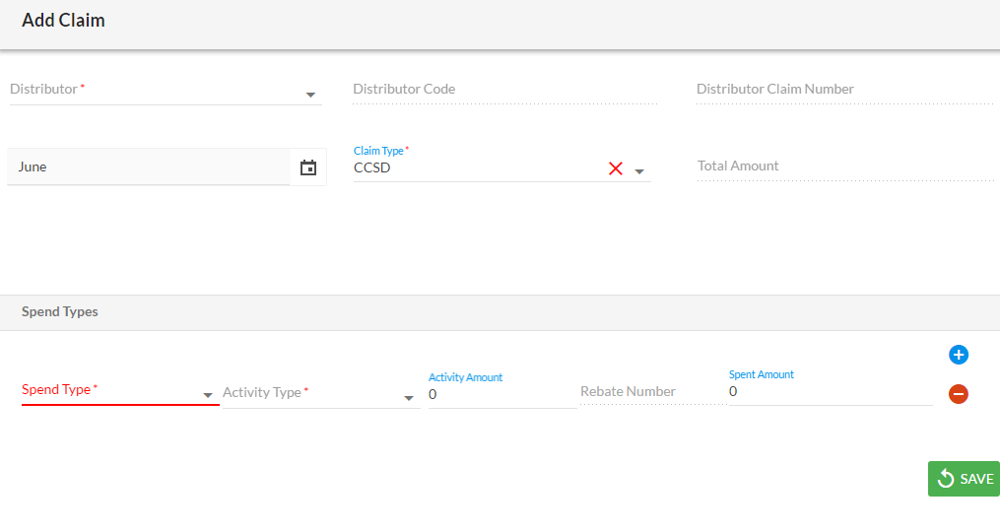 Add Claim
Distributor *
Distributor Code
Distributor Claim Number
June
Claim Type *
CCSD
Total Amount
Spend Types
Spend Type *
Activity Type *
Activity Amount
0
Rebate Number
Spent Amount
0
SAVE